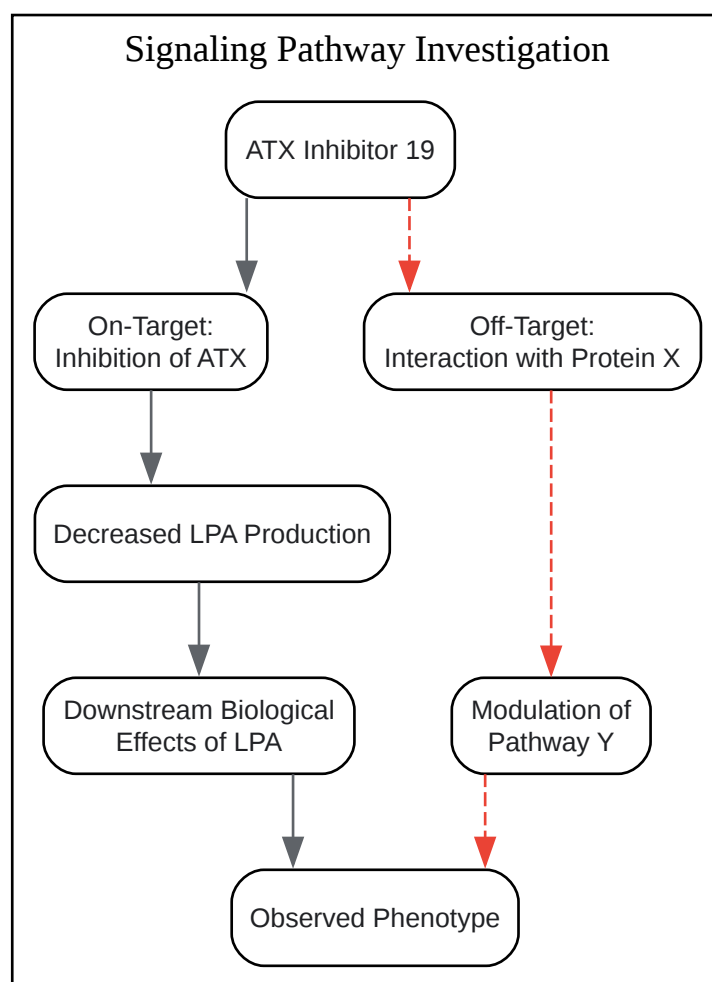 Signaling Pathway Investigation
ATX Inhibitor 19
On-Target:
Inhibition of ATX
Off-Target:
Interaction with Protein X
Decreased LPA Production
Downstream Biological
Effects of LPA
Modulation of
Pathway Y
Observed Phenotype